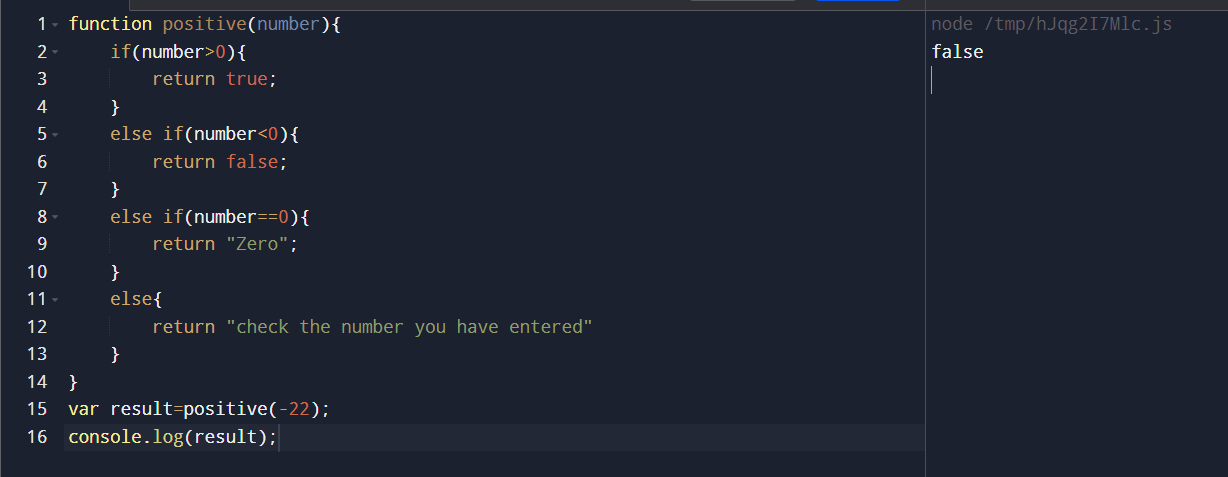 1 function positive(number){
2 if(number>0){
3 return true;
4 }
5 else if(number<0){
6 return false;
7 }
8 else if(number==0){
9 return "Zero";
10 }
11 else{
12 return "check the number you have entered"
13 }
14 }
15 var result=positive(-22);
16 console.log(result);
node /tmp/hJqg2I7Mlc.js
false